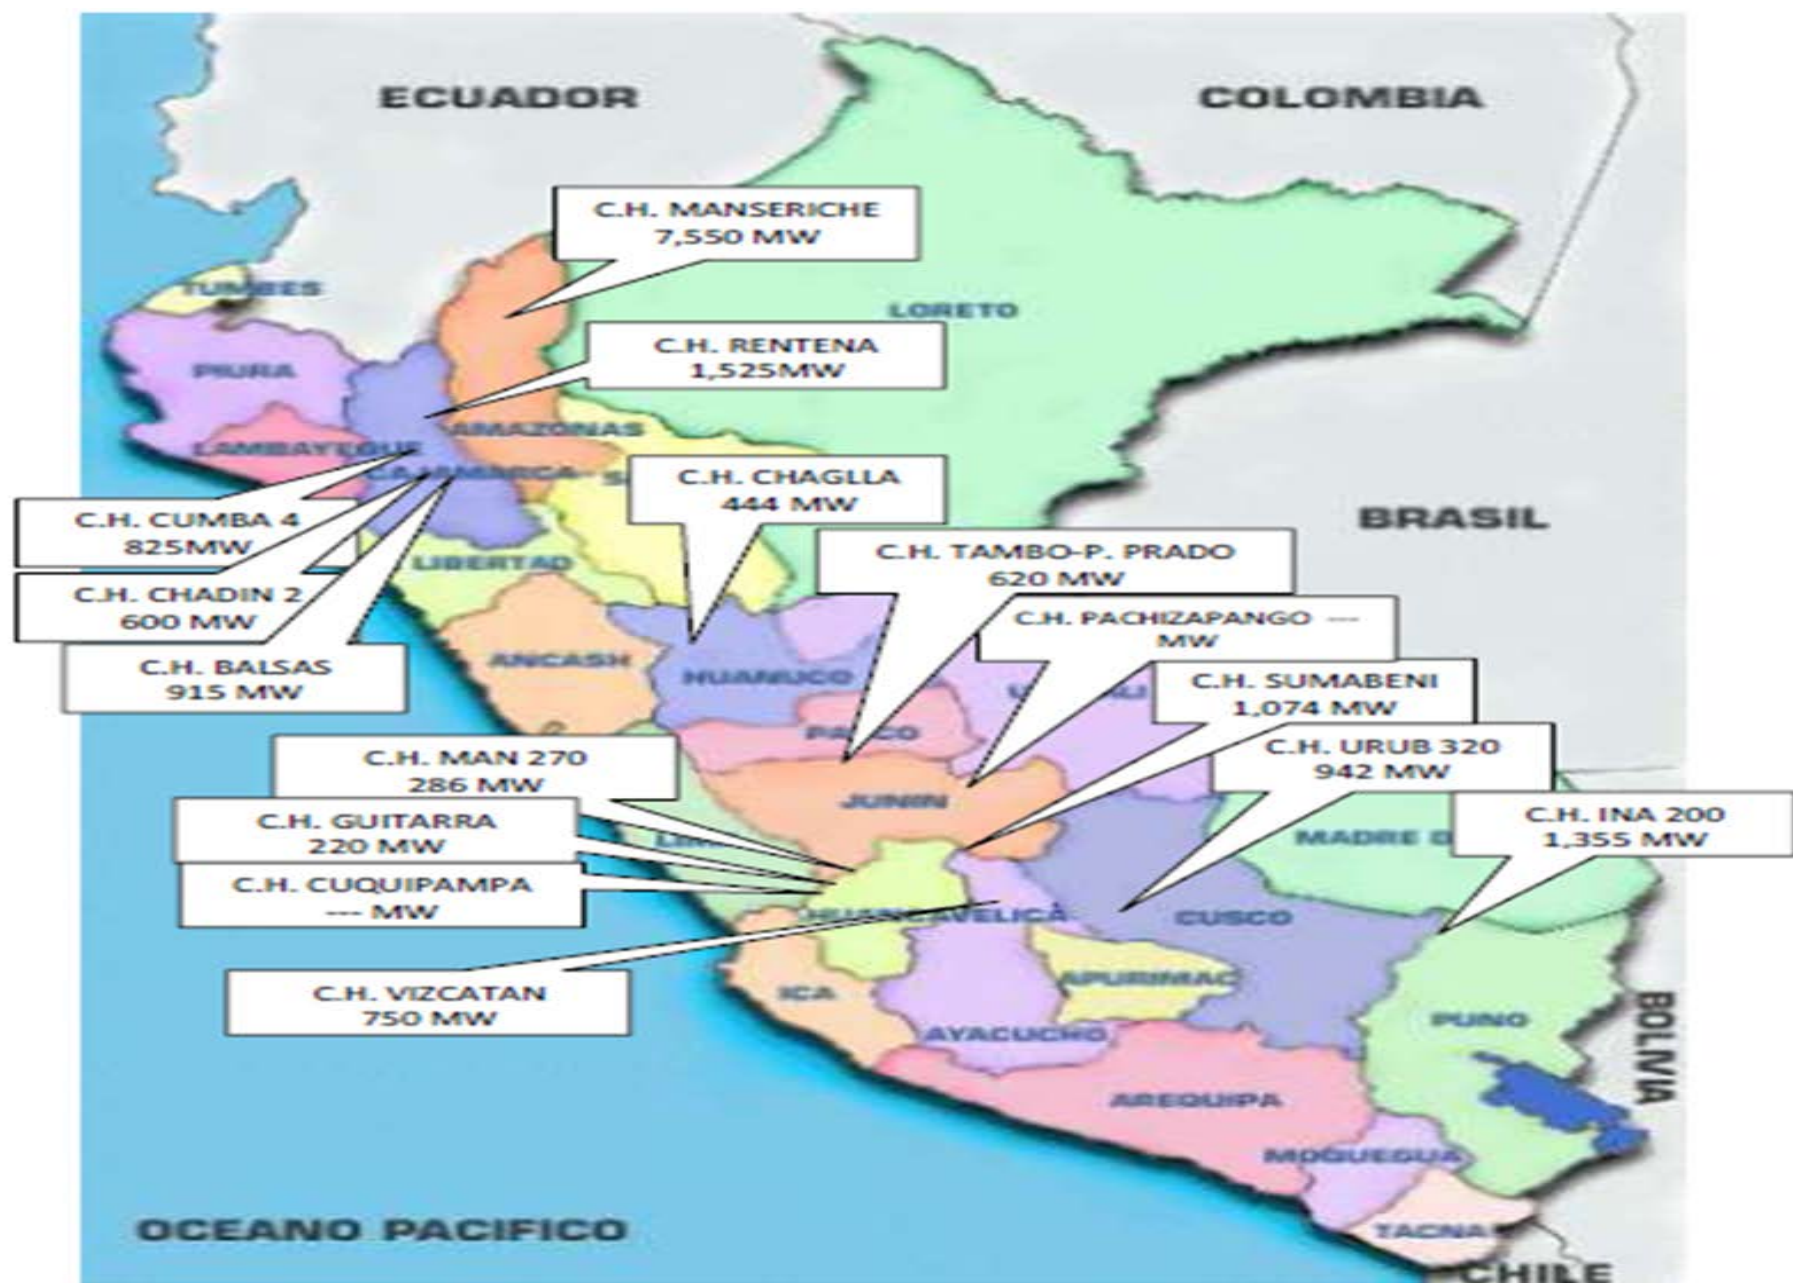 ECUADOR
COLOMBIA
C.H. MANSERICHE
7,550 MW
TUMBES
LORETO
C.H. RENTENA
1,525MW
PIURA
AMAZONAS
LAMBAYEQUE
CAJAMARCA
C.H. CHAGLLA
444 MW
BRASIL
C.H. CUMBA 4
825MW
C.H. TAMBO-P. PRADO
620 MW
LIBERTAD
C.H. CHADIN 2
600 MW
C.H. PACHIZAPANGO ---
MW
C.H. BALSAS
915 MW
ANCASH
HUANUCO
C.H. SUMABENI
1,074 MW
PASCO
C.H. MAN 270
286 MW
C.H. URUB 320
942 MW
JUNIN
C.H. GUITARRA
220 MW
C.H. INA 200
1,355 MW
MADRE D
C.H. CUQUIPAMPA
--- MW
HUANCAVELICA
CUSCO
APURIMAC
C.H. VIZCATAN
750 MW
ICA
AYACUCHO
PUNO
BOLIVIA
AREQUIPA
MOQUEGUA
OCEANO PACIFICO
TACNA
CHILE